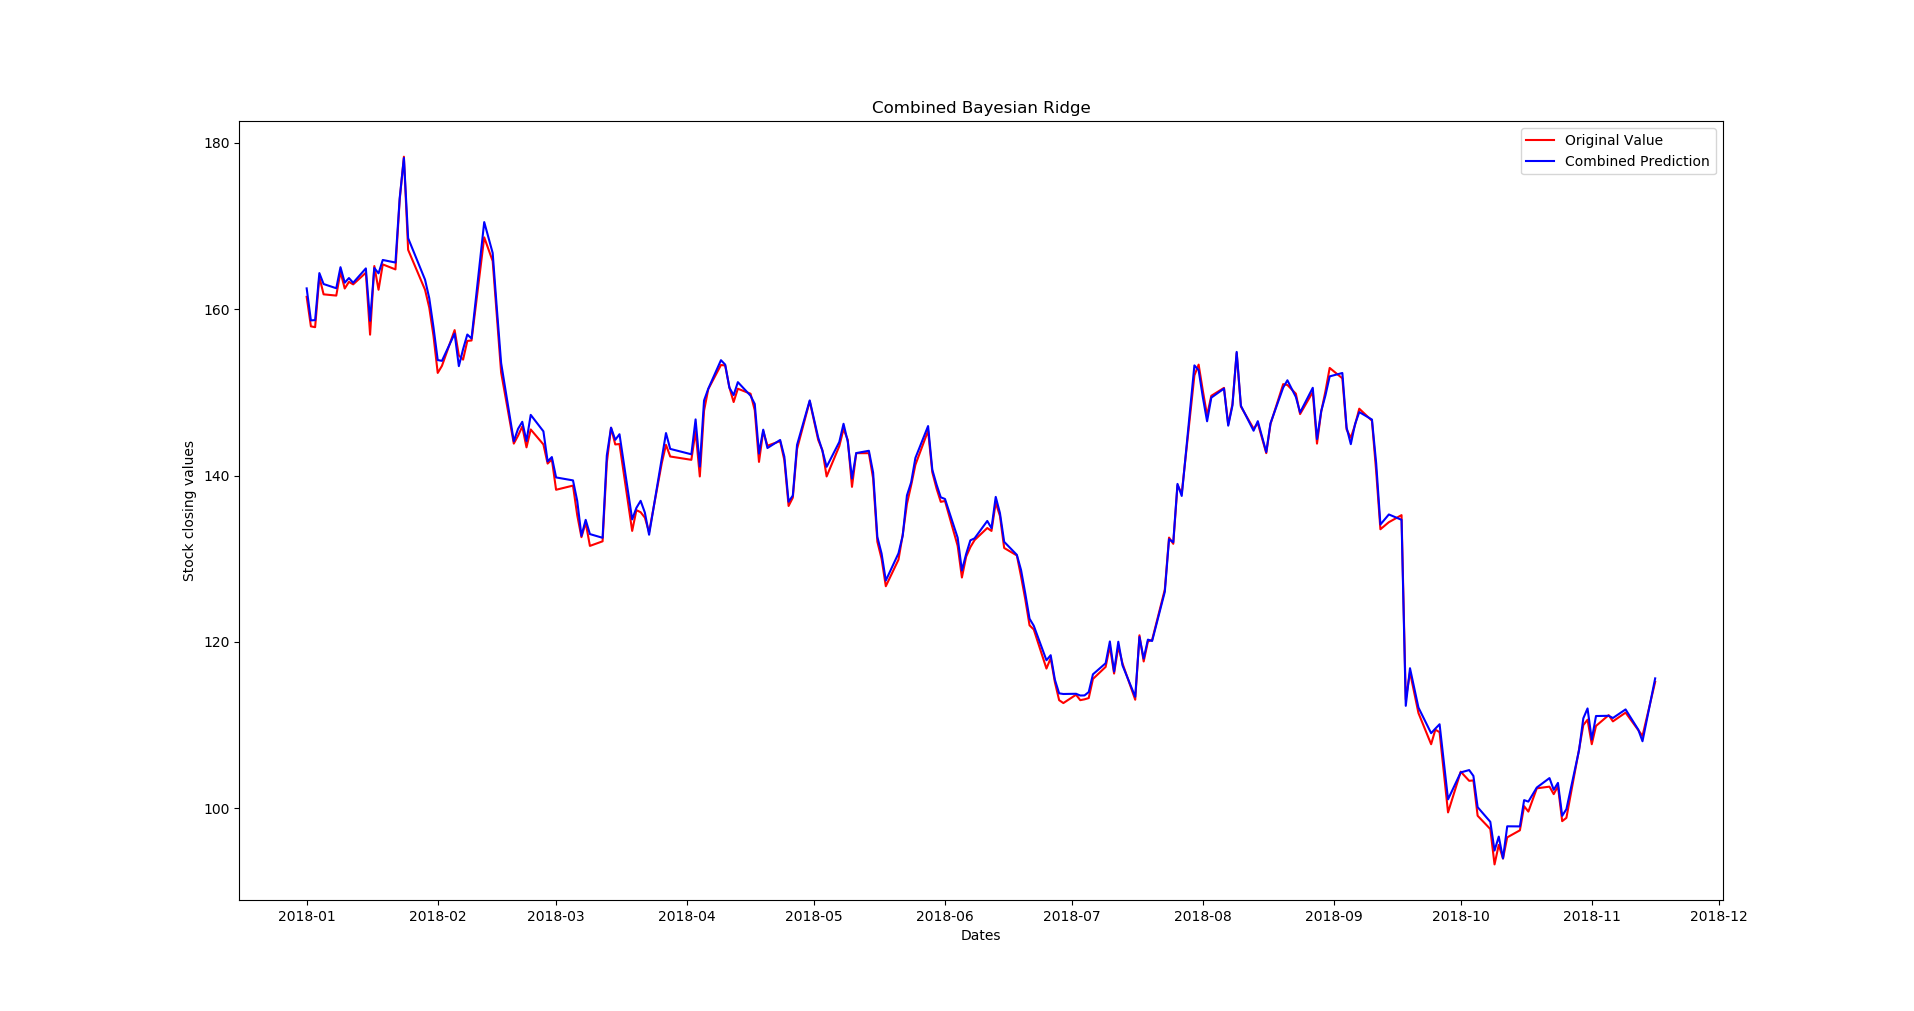 Combined Bayesian Ridge
Original Value
Combined Prediction
180
160
140
120
100
Stock closing values
2018-01 2018-02 2018-03 2018-04 2018-05 2018-06 2018-07 2018-08 2018-09 2018-10 2018-11 2018-12
Dates